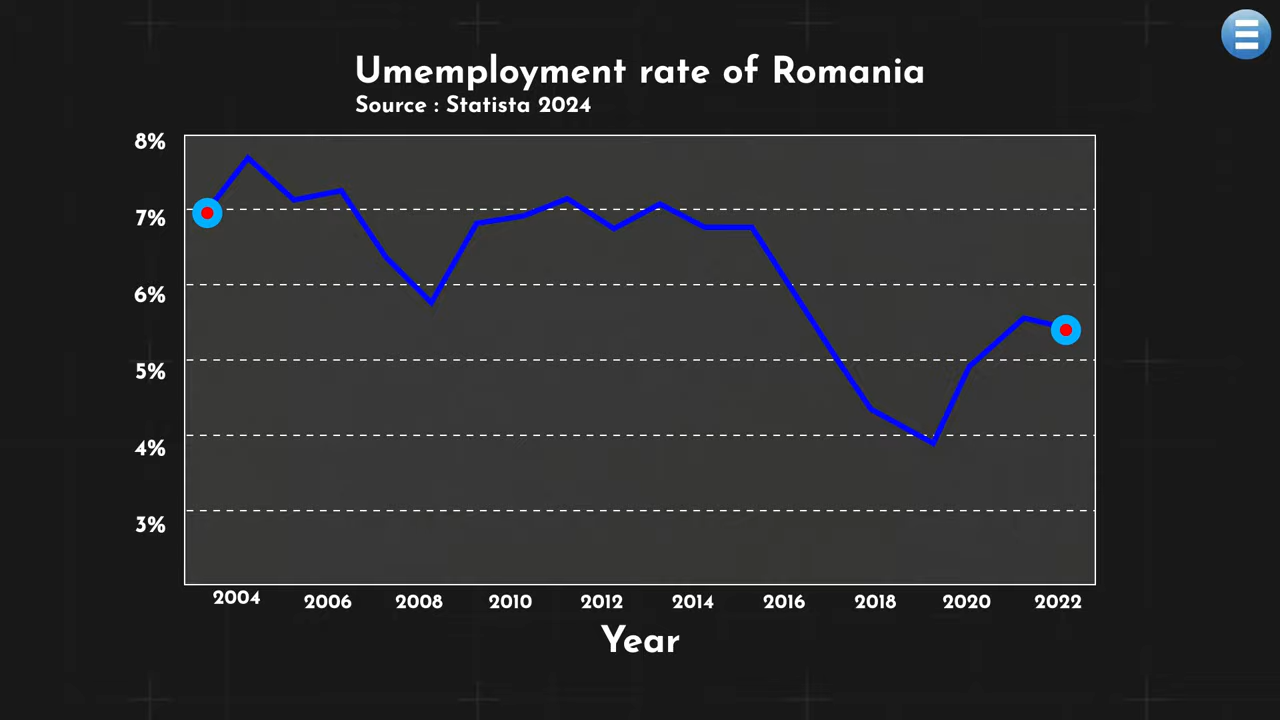 Umemployment rate of Romania
Source : Statista 2024
8%
7%
6%
5%
4%
3%
2004 2006 2008 2010 2012 2014 2016 2018 2020 2022
Year